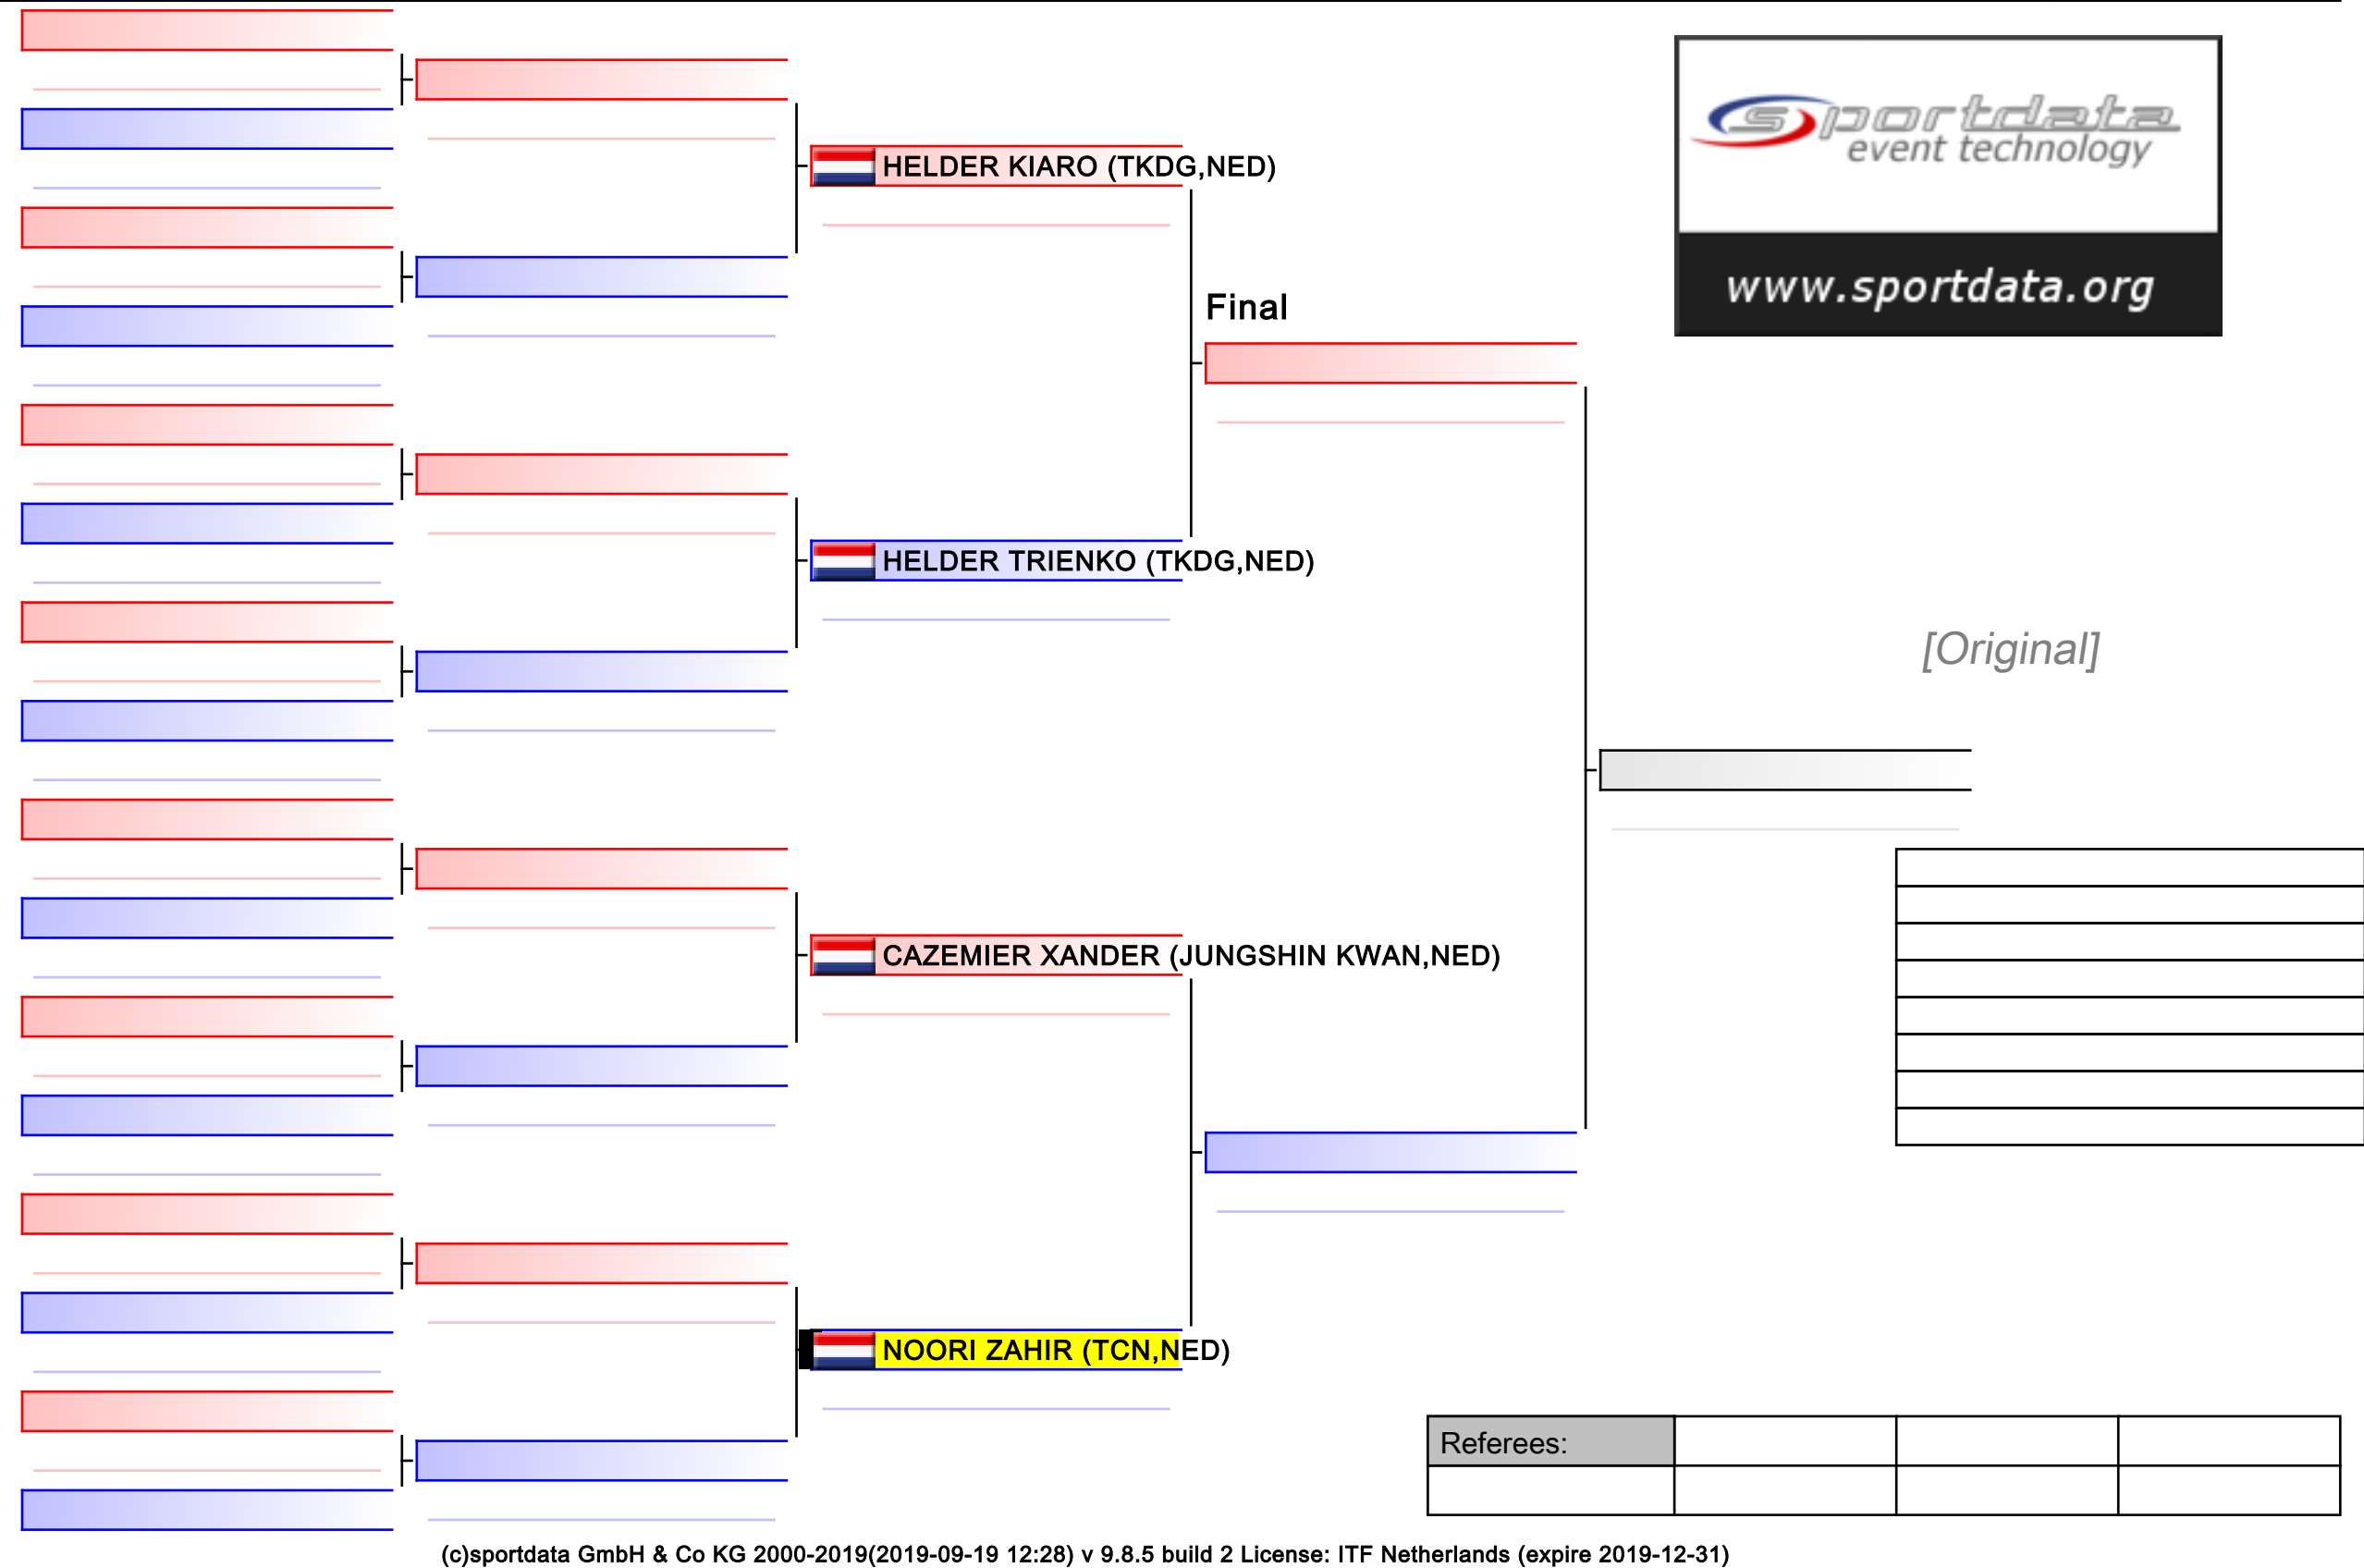 sportdata
event technology
www.sportdata.org
HELDER KIARO (TKDG,NED)
Final
HELDER TRIENKO (TKDG,NED)
[Original]
CAZEMIER XANDER (JUNGSHIN KWAN,NED)
NOORI ZAHIR (TCN,NED)
Referees:
(c)sportdata GmbH & Co KG 2000-2019(2019-09-19 12:28) v 9.8.5 build 2 License: ITF Netherlands (expire 2019-12-31)